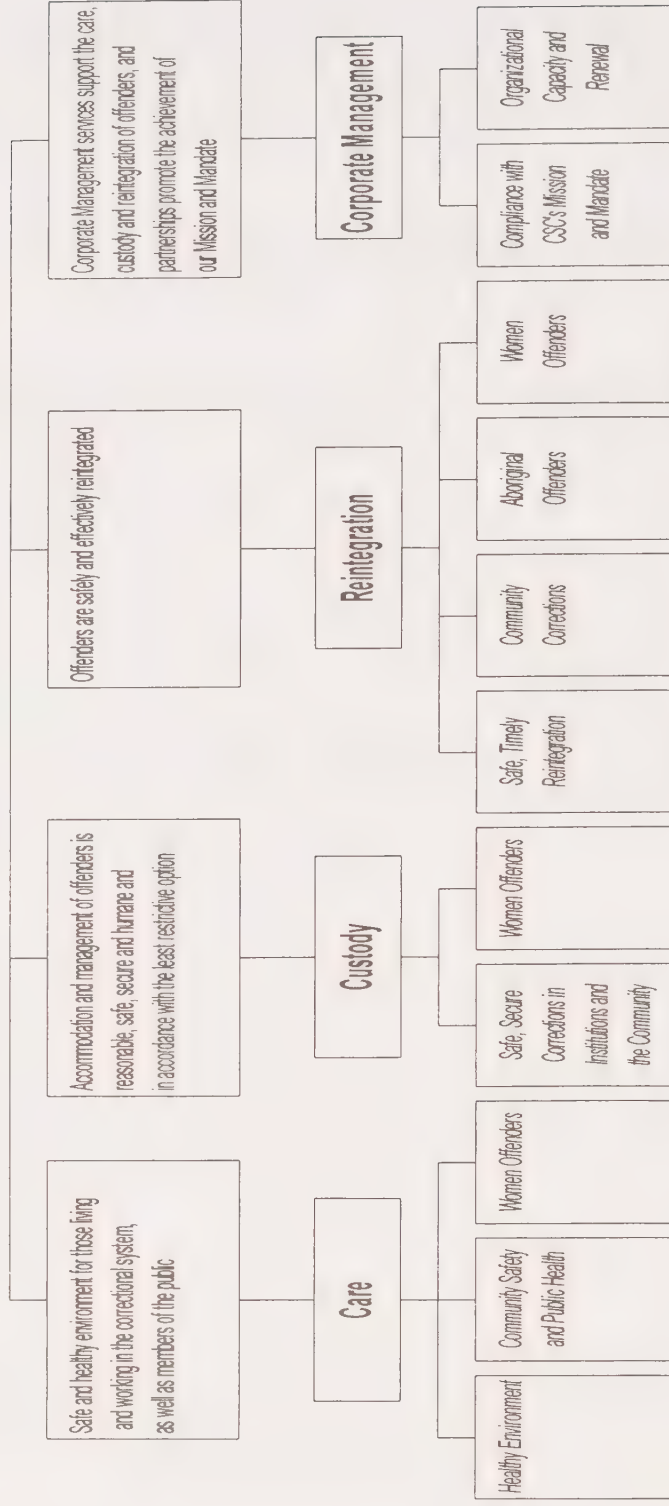 Safe and healthy environment for those living
and working in the correctional system,
as well as members of the public
Accommodation and management of offenders is
reasonable, safe, secure and humane and
in accordance with the least restrictive option
Offenders are safely and effectively reintegrated
Corporate Management services support the care,
custody and reintegration of offenders, and
partnerships promote the achievement of
our Mission and Mandate
Care
Custody
Reintegration
Corporate Management
Healthy Environment
Community Safety
and Public Health
Women Offenders
Safe, Secure
Corrections in
Institutions and
the Community
Women Offenders
Safe, Timely
Reintegration
Community
Corrections
Aboriginal
Offenders
Women
Offenders
Compliance with
CSC's Mission
and Mandate
Organizational
Capacity and
Renewal